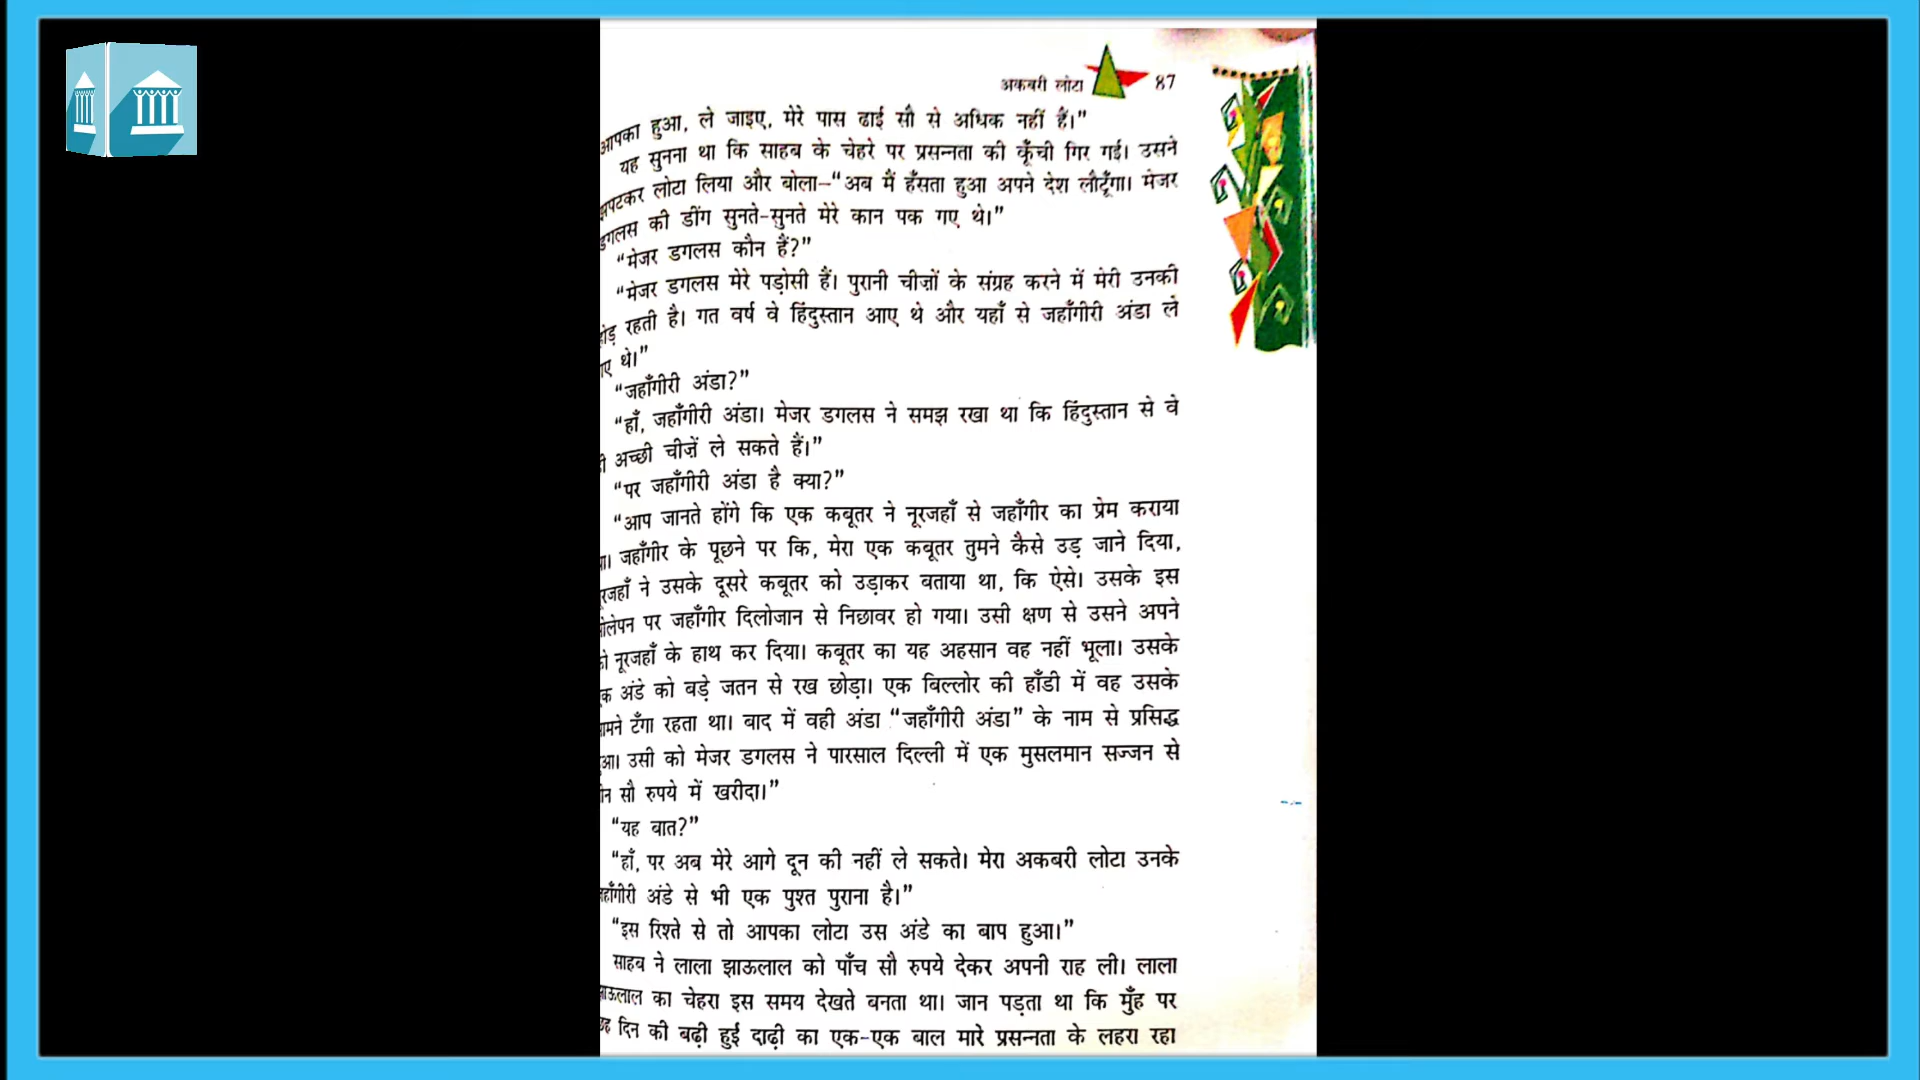 अकबरी लोटा 87
आपका हुआ, ले जाइए, मेरे पास ढाई सौ से अधिक नहीं हैं।”
यह सुनना था कि साहब के चेहरे पर प्रसन्नता की कूँची गिर गई। उसने
झपटकर लोटा लिया और बोला–“अब मैं हँसता हुआ अपने देश लौटूँगा। मेजर
डगलस की डींग सुनते-सुनते मेरे कान पक गए थे।”
“मेजर डगलस कौन हैं?”
“मेजर डगलस मेरे पड़ोसी हैं। पुरानी चीज़ों के संग्रह करने में मेरी उनकी
होड़ रहती है। गत वर्ष वे हिंदुस्तान आए थे और यहाँ से जहाँगीरी अंडा ले
गए थे।”
“जहाँगीरी अंडा?”
“हाँ, जहाँगीरी अंडा। मेजर डगलस ने समझ रखा था कि हिंदुस्तान से वे
ही अच्छी चीज़ें ले सकते हैं।”
“पर जहाँगीरी अंडा है क्या?”
“आप जानते होंगे कि एक कबूतर ने नूरजहाँ से जहाँगीर का प्रेम कराया
था। जहाँगीर के पूछने पर कि, मेरा एक कबूतर तुमने कैसे उड़ जाने दिया,
नूरजहाँ ने उसके दूसरे कबूतर को उड़ाकर बताया था, कि ऐसे। उसके इस
भोलेपन पर जहाँगीर दिलोजान से निछावर हो गया। उसी क्षण से उसने अपने
को नूरजहाँ के हाथ कर दिया। कबूतर का यह अहसान वह नहीं भूला। उसके
एक अंडे को बड़े जतन से रख छोड़ा। एक बिल्लोर की हाँडी में वह उसके
सामने टँगा रहता था। बाद में वही अंडा “जहाँगीरी अंडा” के नाम से प्रसिद्ध
हुआ। उसी को मेजर डगलस ने पारसाल दिल्ली में एक मुसलमान सज्जन से
तीन सौ रुपये में खरीदा।”
“यह बात?”
“हाँ, पर अब मेरे आगे दून की नहीं ले सकते। मेरा अकबरी लोटा उनके
जहाँगीरी अंडे से भी एक पुश्त पुराना है।”
“इस रिश्ते से तो आपका लोटा उस अंडे का बाप हुआ।”
साहब ने लाला झाऊलाल को पाँच सौ रुपये देकर अपनी राह ली। लाला
झाऊलाल का चेहरा इस समय देखते बनता था। जान पड़ता था कि मुँह पर
छह दिन की बढ़ी हुई दाढ़ी का एक-एक बाल मारे प्रसन्नता के लहरा रहा